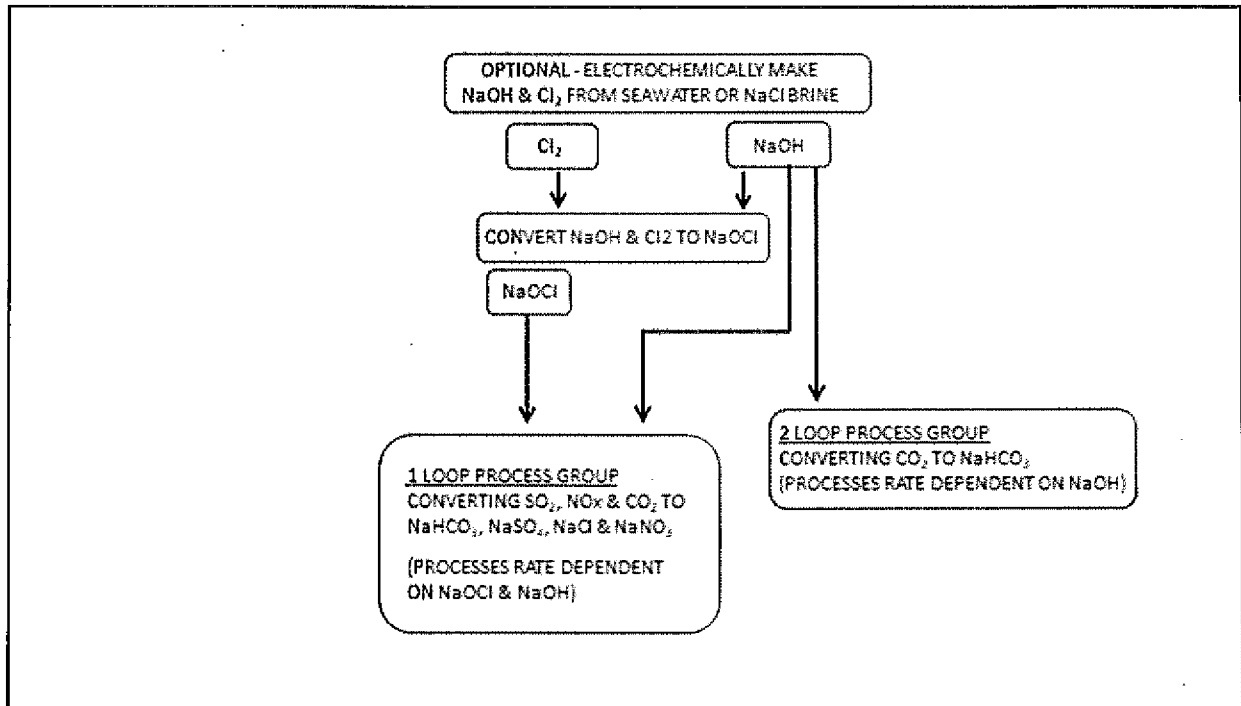 OPTIONAL - ELECTROCHEMICALLY MAKE
NaOH & Cl₂ FROM SEAWATER OR NaCl BRINE
Cl₂
NaOH
CONVERT NaOH & Cl2 TO NaOCl
NaOCl
1 LOOP PROCESS GROUP
CONVERTING SO₂, NOx & CO₂ TO
NaHCO₃, NaSO₄, NaCl & NaNO₃
(PROCESSES RATE DEPENDENT
ON NaOCl & NaOH)
2 LOOP PROCESS GROUP
CONVERTING CO₂ TO NaHCO₃
(PROCESSES RATE DEPENDENT ON NaOH)